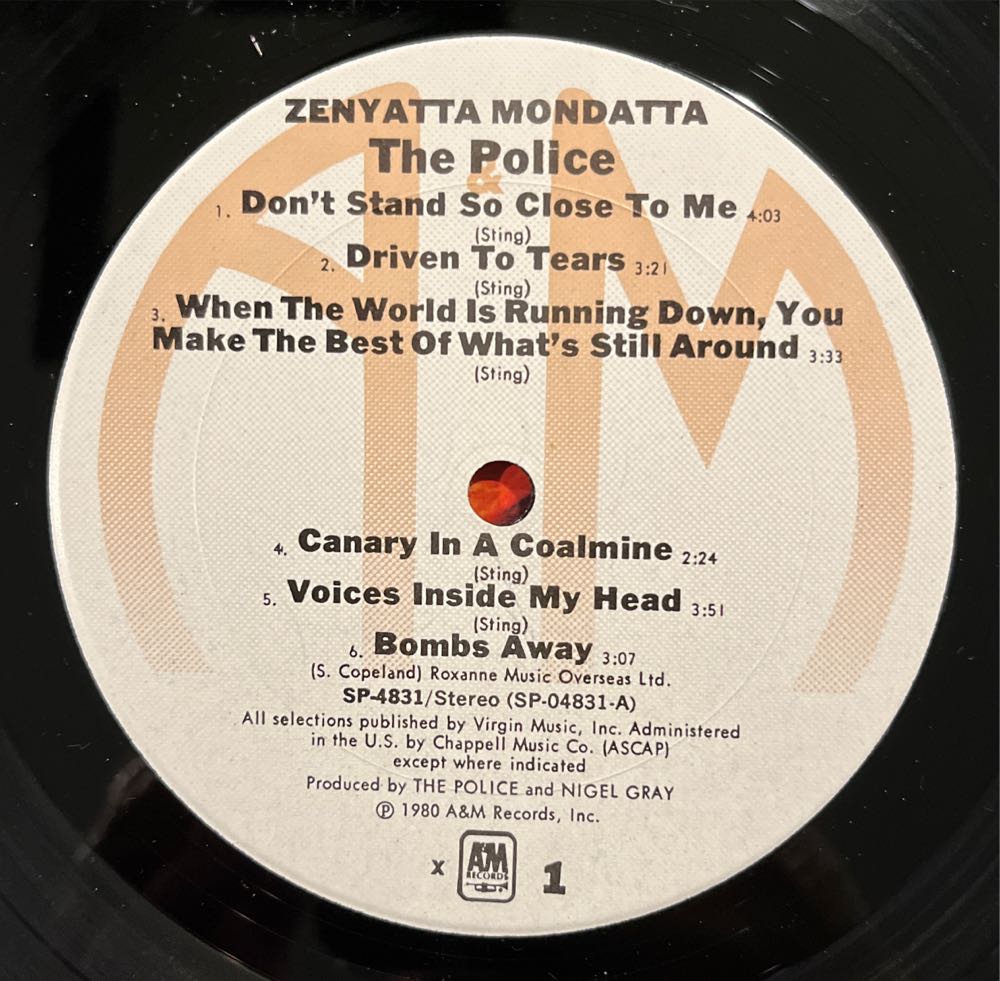 ZENYATTA MONDATTA
The Police
1. Don't Stand So Close To Me 4:03
(Sting)
2. Driven To Tears 3:21
(Sting)
3. When The World Is Running Down, You
Make The Best Of What's Still Around 3:33
(Sting)
4. Canary In A Coalmine 2:24
(Sting)
5. Voices Inside My Head 3:51
(Sting)
6. Bombs Away 3:07
(S. Copeland) Roxanne Music Overseas Ltd.
SP-4831/Stereo (SP-04831-A)
All selections published by Virgin Music, Inc. Administered
in the U.S. by Chappell Music Co. (ASCAP)
except where indicated
Produced by THE POLICE and NIGEL GRAY
℗ 1980 A&M Records, Inc.
x A&M RECORDS 1